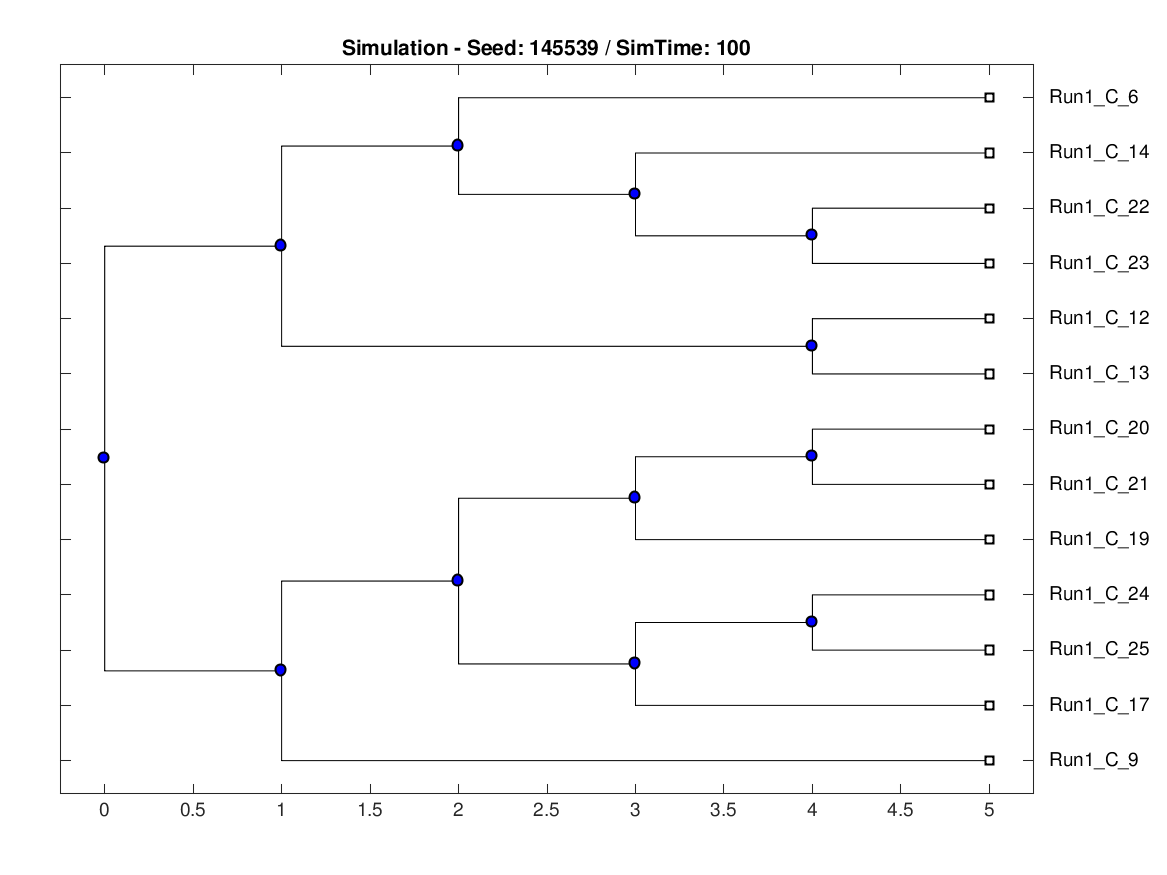 Simulation - Seed: 145539 / SimTime: 100
Run1_C_6
Run1_C_14
Run1_C_22
Run1_C_23
Run1_C_12
Run1_C_13
Run1_C_20
Run1_C_21
Run1_C_19
Run1_C_24
Run1_C_25
Run1_C_17
Run1_C_9
0 0.5 1 1.5 2 2.5 3 3.5 4 4.5 5